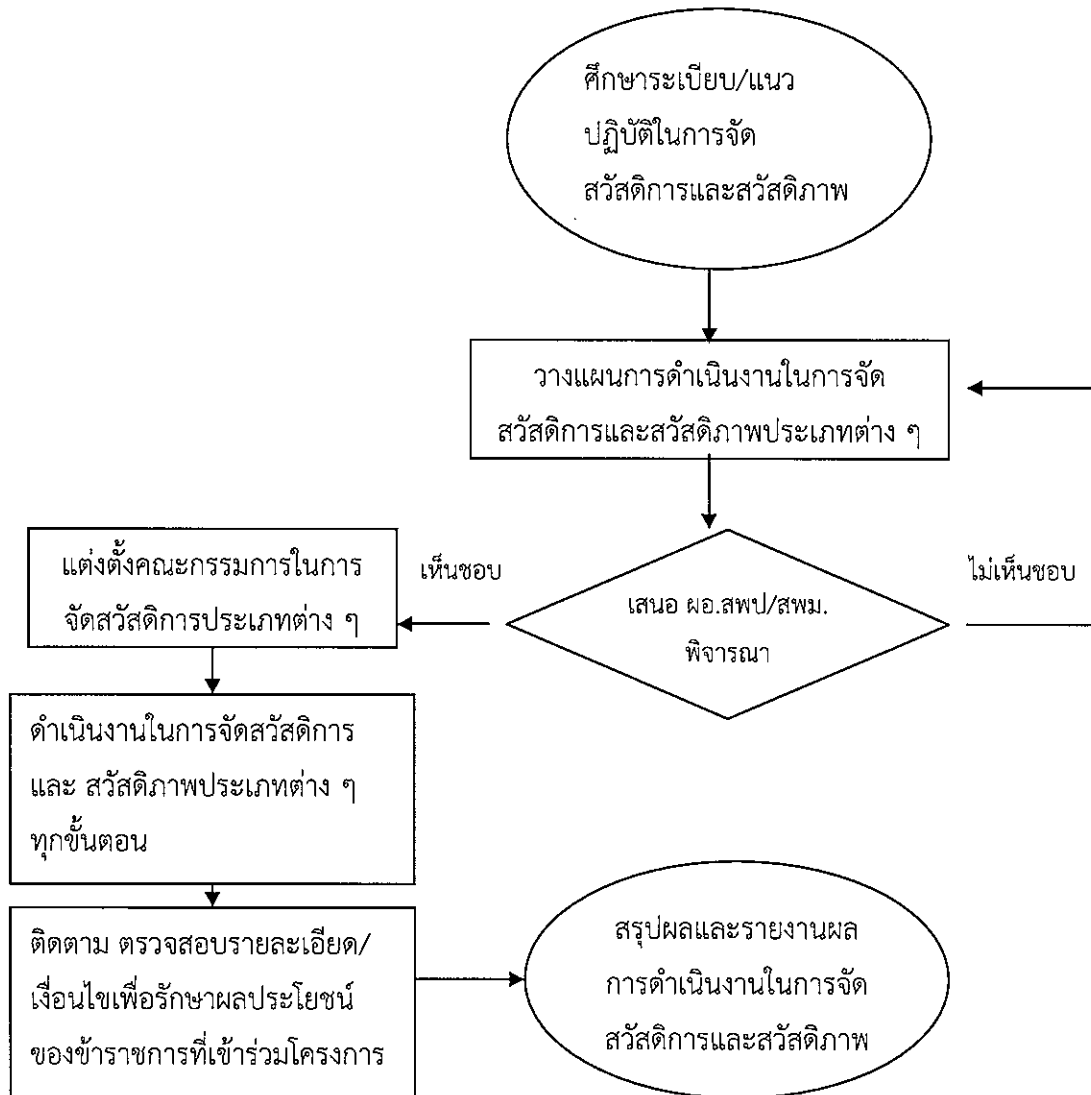 ศึกษาระเบียบ/แนว
ปฏิบัติในการจัด
สวัสดิการและสวัสดิภาพ
วางแผนการดำเนินงานในการจัด
สวัสดิการและสวัสดิภาพประเภทต่าง ๆ
แต่งตั้งคณะกรรมการในการ
จัดสวัสดิการประเภทต่าง ๆ
เห็นชอบ
เสนอ ผอ.สพป/สพม.
พิจารณา
ไม่เห็นชอบ
ดำเนินงานในการจัดสวัสดิการ
และ สวัสดิภาพประเภทต่าง ๆ
ทุกขั้นตอน
ติดตาม ตรวจสอบรายละเอียด/
เงื่อนไขเพื่อรักษาผลประโยชน์
ของข้าราชการที่เข้าร่วมโครงการ
สรุปผลและรายงานผล
การดำเนินงานในการจัด
สวัสดิการและสวัสดิภาพ